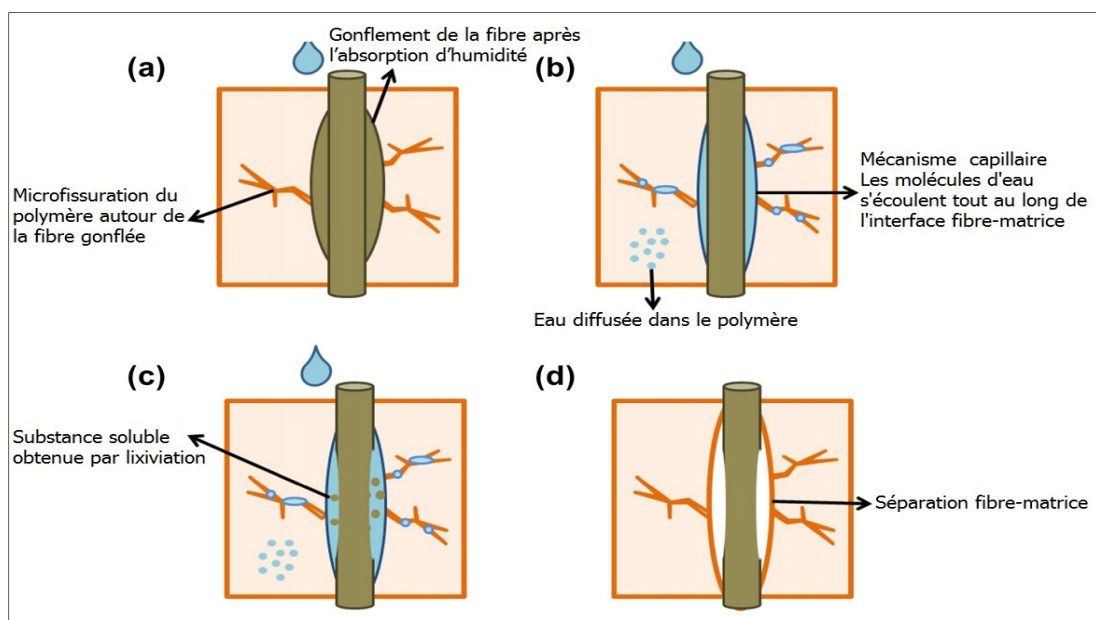 (a)
Gonflement de la fibre après
l'absorption d'humidité
Microfissuration du
polymère autour de
la fibre gonflée
(b)
Mécanisme capillaire
Les molécules d'eau
s'écoulent tout au long de
l'interface fibre-matrice
Eau diffusée dans le polymère
(c)
Substance soluble
obtenue par lixiviation
(d)
Séparation fibre-matrice